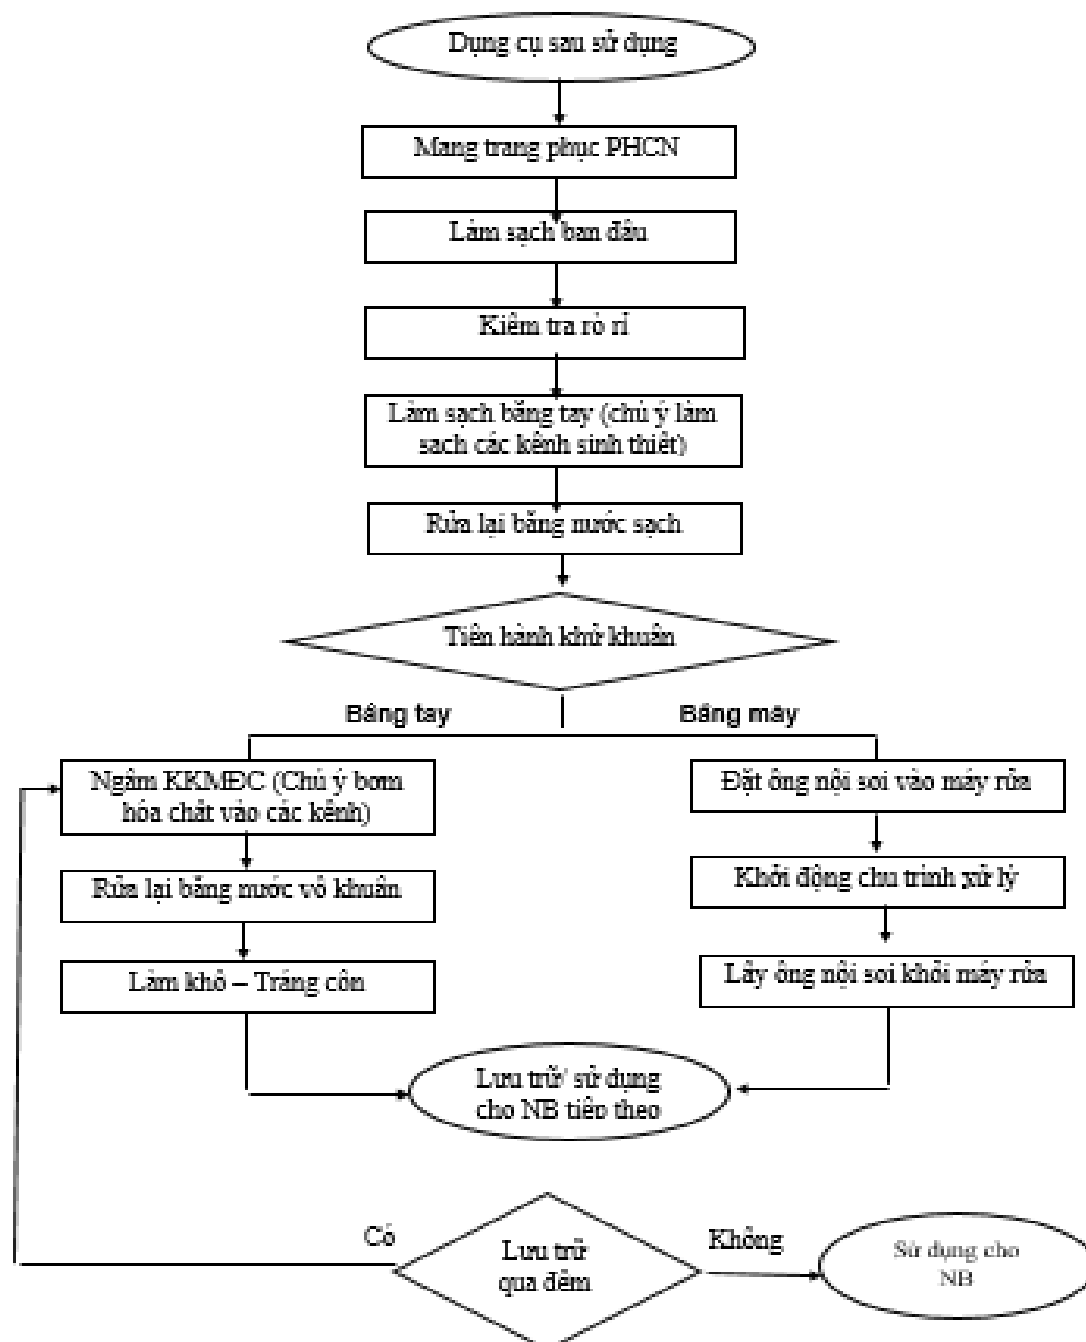 Dụng cụ sau sử dụng
Mang trang phục PHCN
Làm sạch ban đầu
Kiểm tra rò rỉ
Làm sạch bằng tay (chú ý làm
sạch các kênh sinh thiết)
Rửa lại bằng nước sạch
Tiến hành khử khuẩn
Bằng tay
Bằng máy
Ngâm KKMĐC (Chú ý bơm
hóa chất vào các kênh)
Rửa lại bằng nước vô khuẩn
Làm khô – Tráng cồn
Đặt ống nội soi vào máy rửa
Khởi động chu trình xử lý
Lấy ống nội soi khỏi máy rửa
Lưu trữ/ sử dụng
cho NB tiếp theo
Có
Lưu trữ
qua đêm
Không
Sử dụng cho
NB